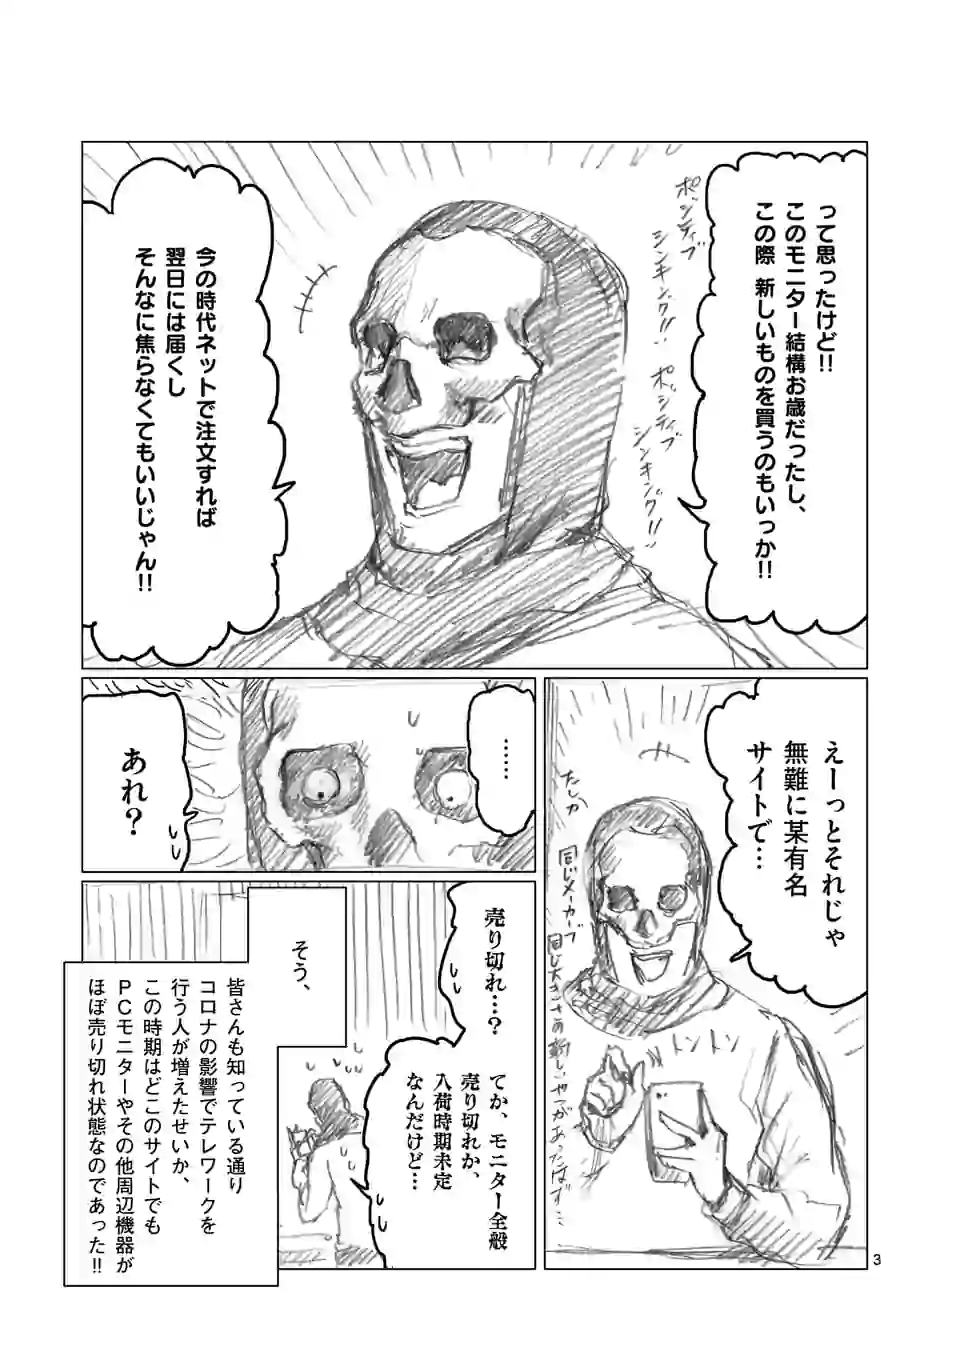 って思ったけど!!
このモニター結構お歳だったし、
この際 新しいものを買うのもいっか!!
ポジティブ
シンキング!!
ポジティブ
シンキング!!
今の時代ネットで注文すれば
翌日には届くし
そんなに焦らなくてもいいじゃん!!
えーっとそれじゃ
無難に某有名
サイトで…
たしか
同じメーカーで
同じ大きさの新しいやつがあったはず…
トントン
……
あれ？
売り切れ…？
てか、モニター全般
売り切れか、
入荷時期未定
なんだけど…
そう、
皆さんも知っている通り
コロナの影響でテレワークを
行う人が増えたせいか、
この時期はどこのサイトでも
PCモニターやその他周辺機器が
ほぼ売り切れ状態なのであった!!
3